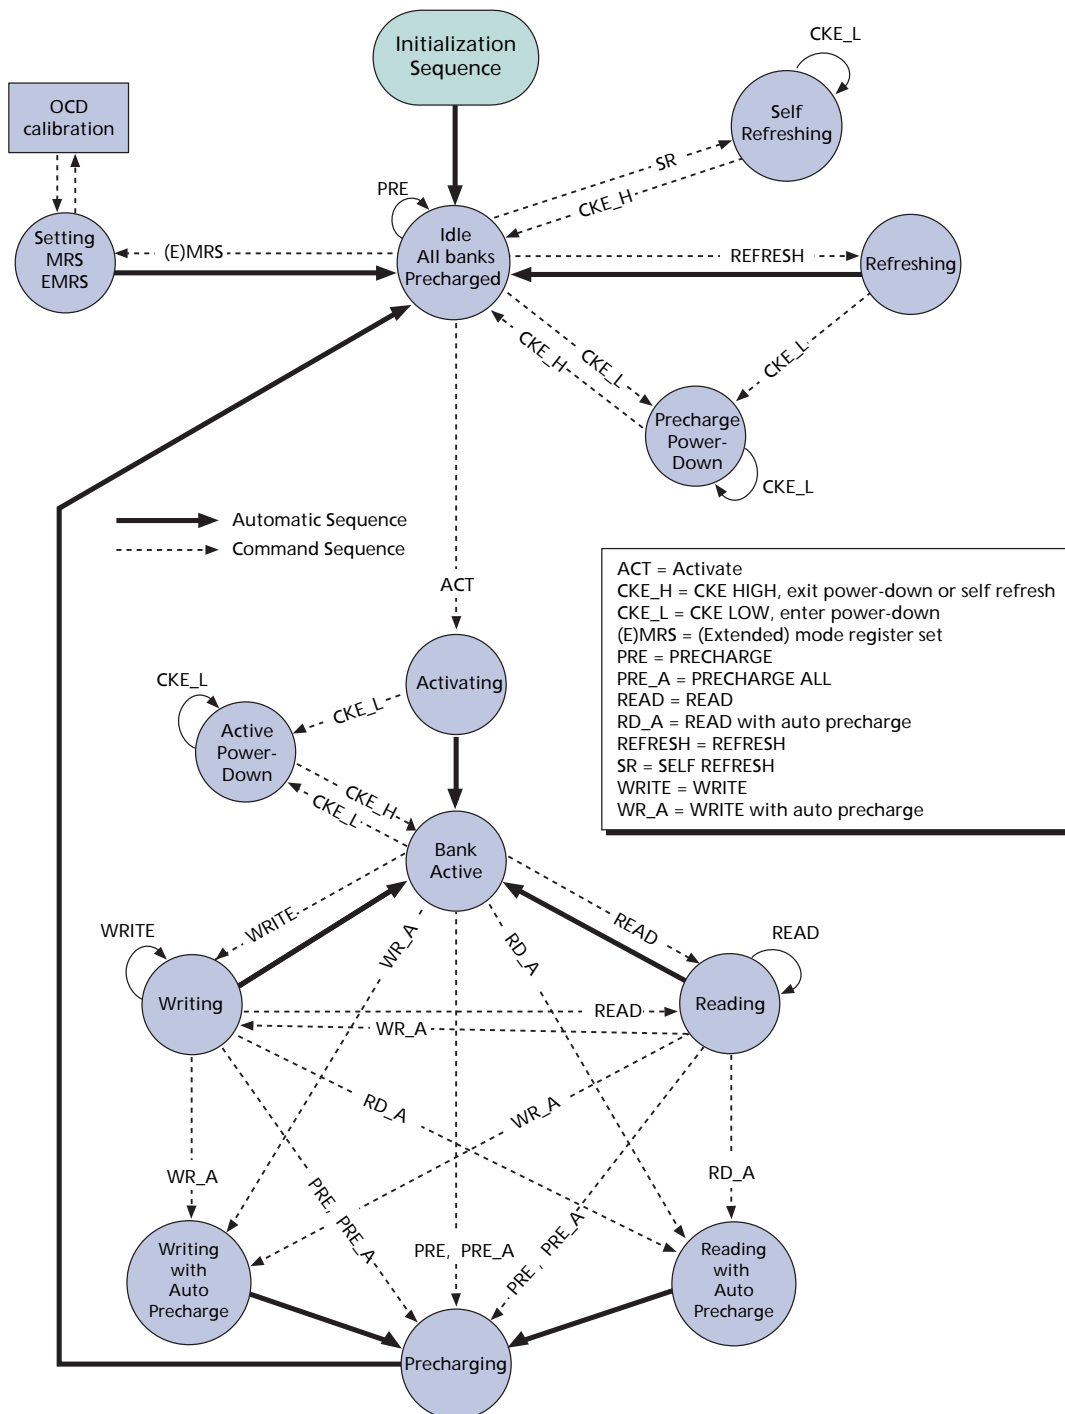 Initialization
Sequence
CKE_L
OCD
calibration
Self
Refreshing
SR
CKE_H
PRE
Idle
All banks
Precharged
Setting
MRS
EMRS
(E)MRS
REFRESH
Refreshing
CKE_L
CKE_H
CKE_L
Precharge
Power-
Down
CKE_L
Automatic Sequence
Command Sequence
ACT
ACT = Activate
CKE_H = CKE HIGH, exit power-down or self refresh
CKE_L = CKE LOW, enter power-down
(E)MRS = (Extended) mode register set
PRE = PRECHARGE
PRE_A = PRECHARGE ALL
READ = READ
RD_A = READ with auto precharge
REFRESH = REFRESH
SR = SELF REFRESH
WRITE = WRITE
WR_A = WRITE with auto precharge
Activating
CKE_L
CKE_L
Active
Power-
Down
CKE_H
CKE_L
Bank
Active
WRITE
WRITE
WR_A
RD_A
READ
READ
Writing
READ
WR_A
Reading
RD_A
WR_A
WR_A
RD_A
PRE, PRE_A
PRE, PRE_A
PRE , PRE_A
Writing
with
Auto
Precharge
Reading
with
Auto
Precharge
Precharging